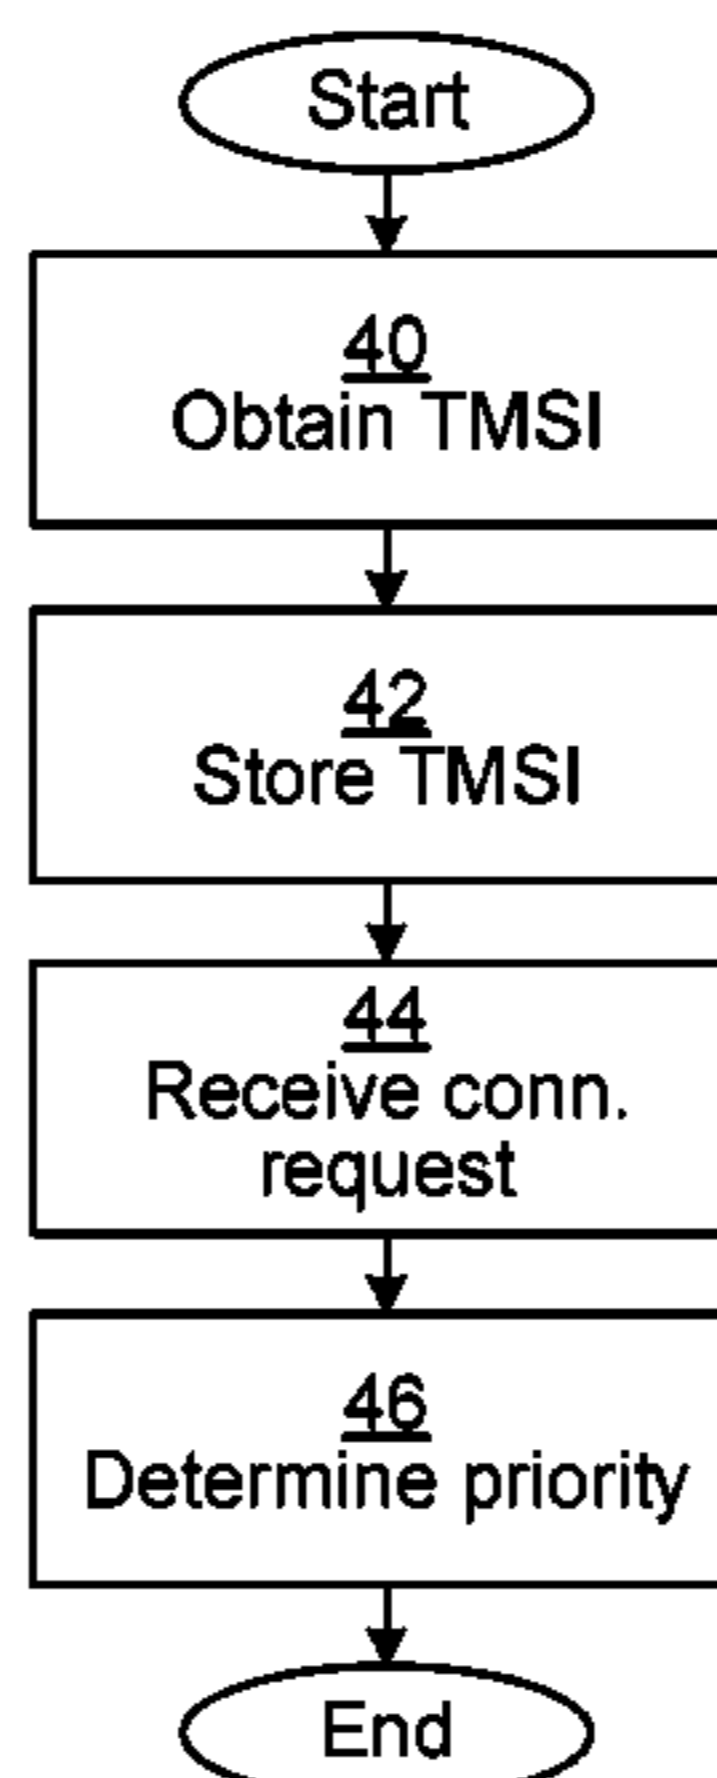 Start
40
Obtain TMSI
42
Store TMSI
44
Receive conn.
request
46
Determine priority
End